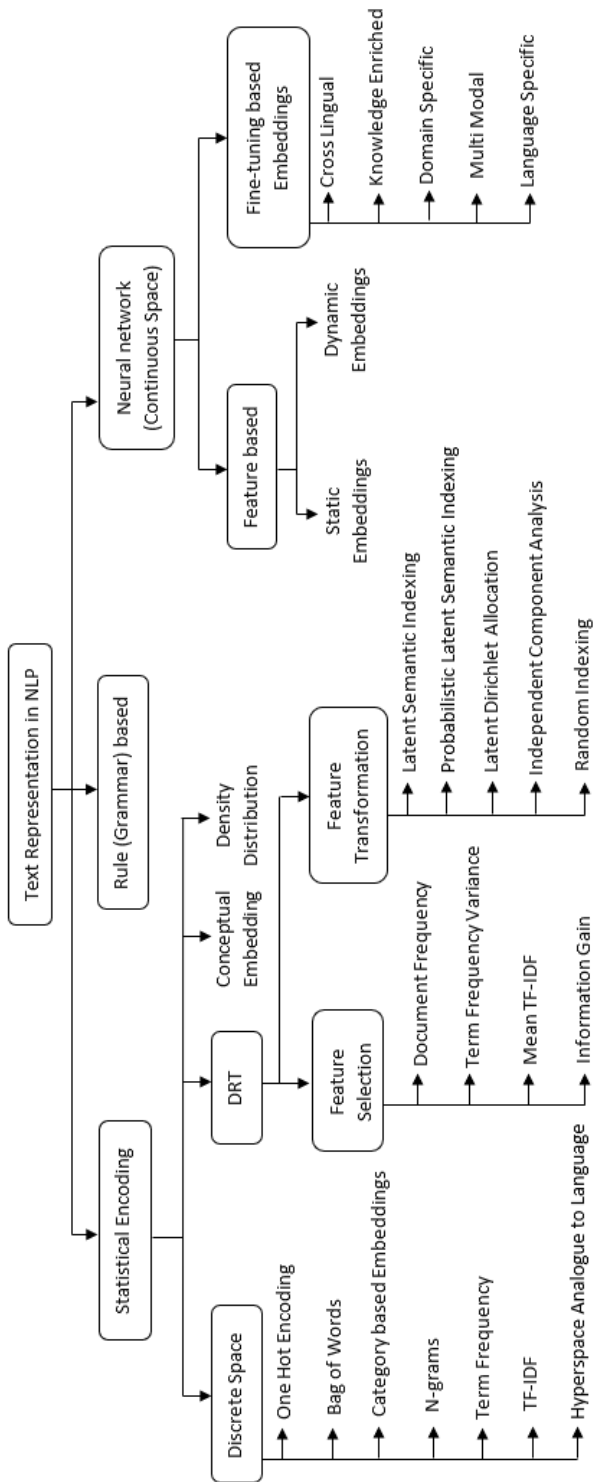 Text Representation in NLP
Statistical Encoding
Rule (Grammar) based
Neural network
(Continuous Space)
Discrete Space
DRT
Conceptual
Embedding
Density
Distribution
Feature based
Fine-tuning based
Embeddings
One Hot Encoding
Bag of Words
Category based Embeddings
N-grams
Term Frequency
TF-IDF
Hyperspace Analogue to Language
Feature
Selection
Feature
Transformation
Document Frequency
Term Frequency Variance
Mean TF-IDF
Information Gain
Latent Semantic Indexing
Probabilistic Latent Semantic Indexing
Latent Dirichlet Allocation
Independent Component Analysis
Random Indexing
Static
Embeddings
Dynamic
Embeddings
Cross Lingual
Knowledge Enriched
Domain Specific
Multi Modal
Language Specific